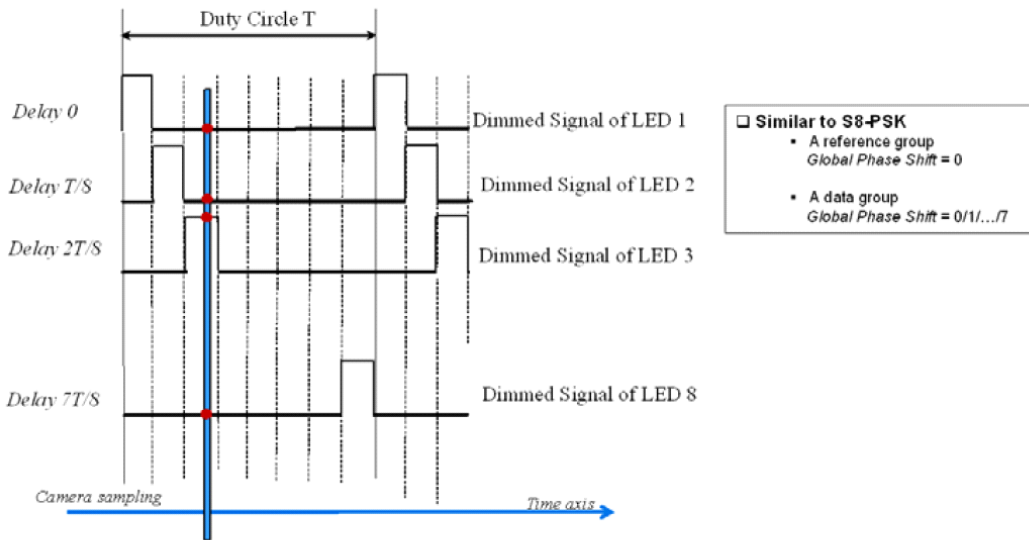 Duty Circle T
Delay 0
Dimmed Signal of LED 1
Delay T/8
Dimmed Signal of LED 2
Delay 2T/8
Dimmed Signal of LED 3
Delay 7T/8
Dimmed Signal of LED 8
Camera sampling
Time axis
❑ Similar to S8-PSK
▪ A reference group
Global Phase Shift = 0
▪ A data group
Global Phase Shift = 0/1/.../7